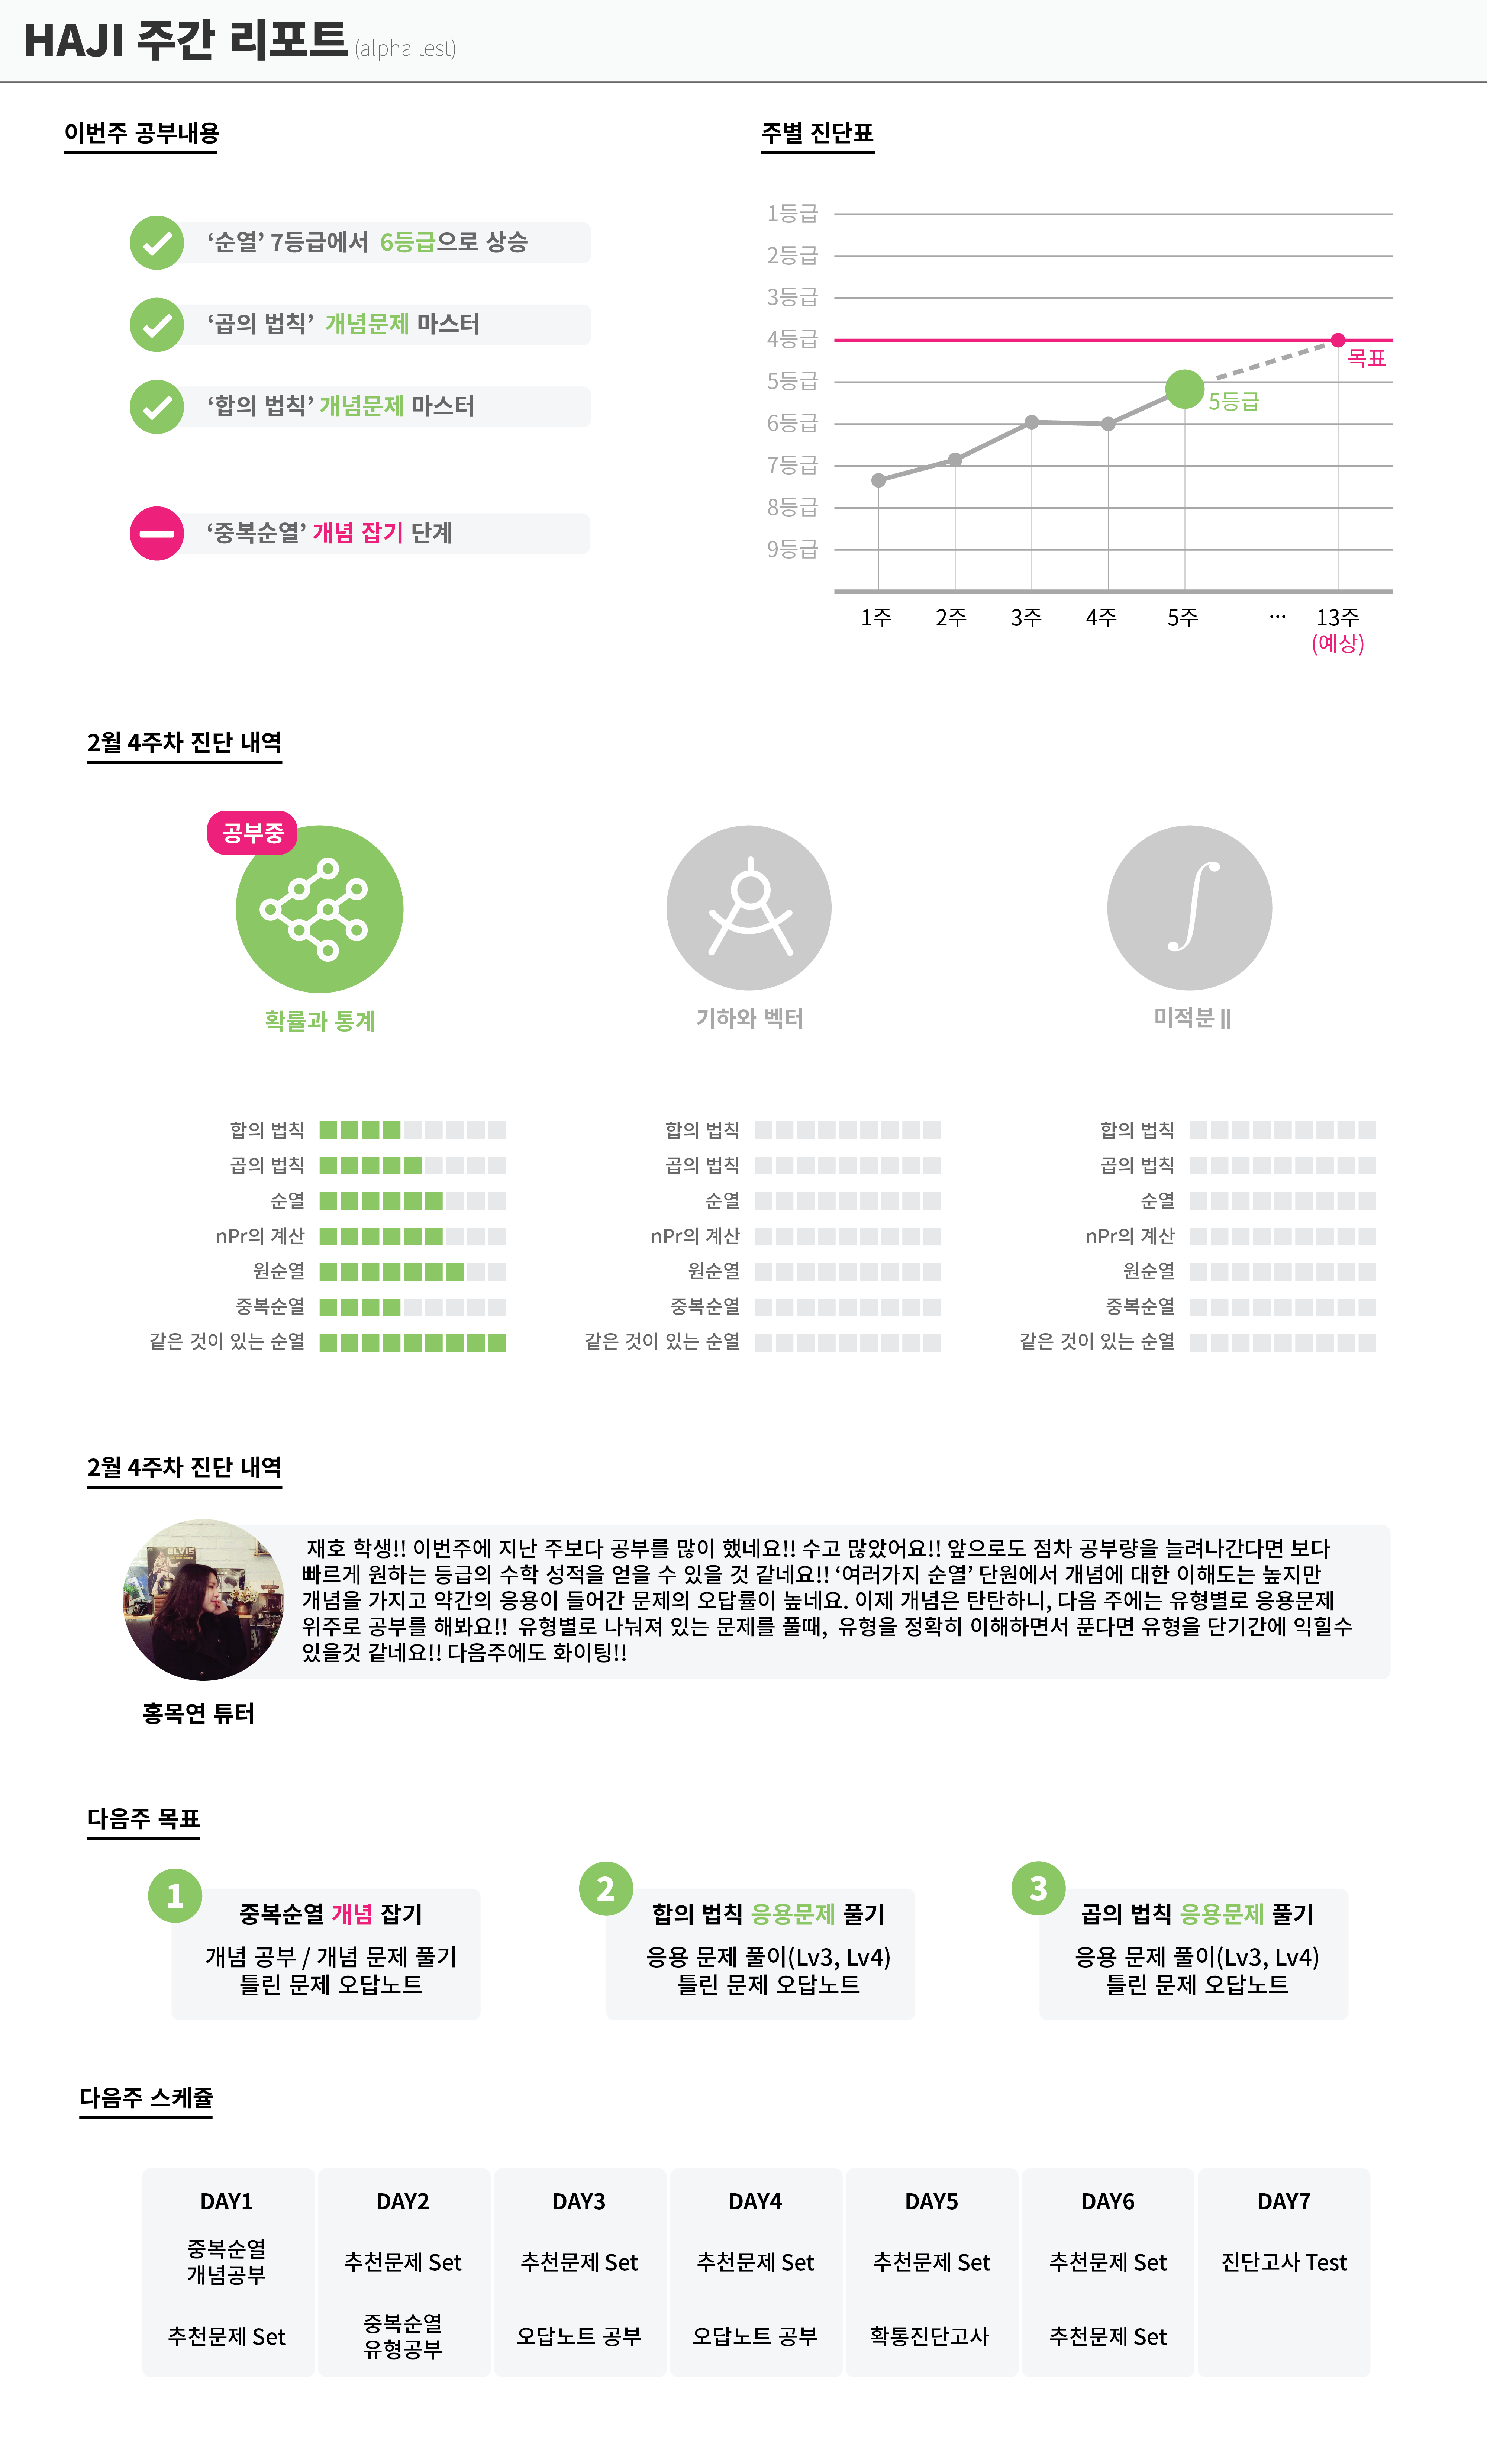 HAJI 주간 리포트 (alpha test)
이번주 공부내용
‘순열’ 7등급에서 6등급으로 상승
‘곱의 법칙’ 개념문제 마스터
‘합의 법칙’ 개념문제 마스터
‘중복순열’ 개념 잡기 단계
주별 진단표
1등급
2등급
3등급
4등급
목표
5등급
5등급
6등급
7등급
8등급
9등급
1주 2주 3주 4주 5주 ... 13주
(예상)
2월 4주차 진단 내역
공부중
확률과 통계
기하와 벡터
미적분Ⅱ
합의 법칙
곱의 법칙
순열
nPr의 계산
원순열
중복순열
같은 것이 있는 순열
합의 법칙
곱의 법칙
순열
nPr의 계산
원순열
중복순열
같은 것이 있는 순열
합의 법칙
곱의 법칙
순열
nPr의 계산
원순열
중복순열
같은 것이 있는 순열
2월 4주차 진단 내역
ELVIS
재호 학생!! 이번주에 지난 주보다 공부를 많이 했네요!! 수고 많았어요!! 앞으로도 점차 공부량을 늘려나간다면 보다
빠르게 원하는 등급의 수학 성적을 얻을 수 있을 것 같네요!! ‘여러가지 순열’ 단원에서 개념에 대한 이해도는 높지만
개념을 가지고 약간의 응용이 들어간 문제의 오답률이 높네요. 이제 개념은 탄탄하니, 다음 주에는 유형별로 응용문제
위주로 공부를 해봐요!! 유형별로 나눠져 있는 문제를 풀때, 유형을 정확히 이해하면서 푼다면 유형을 단기간에 익힐수
있을것 같네요!! 다음주에도 화이팅!!
홍목연 튜터
다음주 목표
1
중복순열 개념 잡기
개념 공부 / 개념 문제 풀기
틀린 문제 오답노트
2
합의 법칙 응용문제 풀기
응용 문제 풀이(Lv3, Lv4)
틀린 문제 오답노트
3
곱의 법칙 응용문제 풀기
응용 문제 풀이(Lv3, Lv4)
틀린 문제 오답노트
다음주 스케쥴
DAY1
중복순열
개념공부
추천문제 Set
DAY2
추천문제 Set
중복순열
유형공부
DAY3
추천문제 Set
오답노트 공부
DAY4
추천문제 Set
오답노트 공부
DAY5
추천문제 Set
확통진단고사
DAY6
추천문제 Set
추천문제 Set
DAY7
진단고사 Test